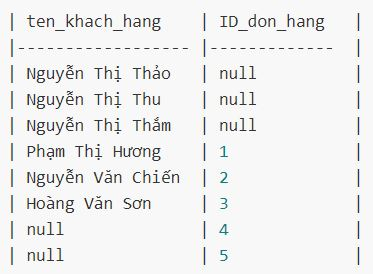 | ten_khach_hang | ID_don_hang |
|------------------|------------- |
| Nguyễn Thị Thảo | null |
| Nguyễn Thị Thu | null |
| Nguyễn Thị Thắm | null |
| Phạm Thị Hương | 1 |
| Nguyễn Văn Chiến | 2 |
| Hoàng Văn Sơn | 3 |
| null | 4 |
| null | 5 |